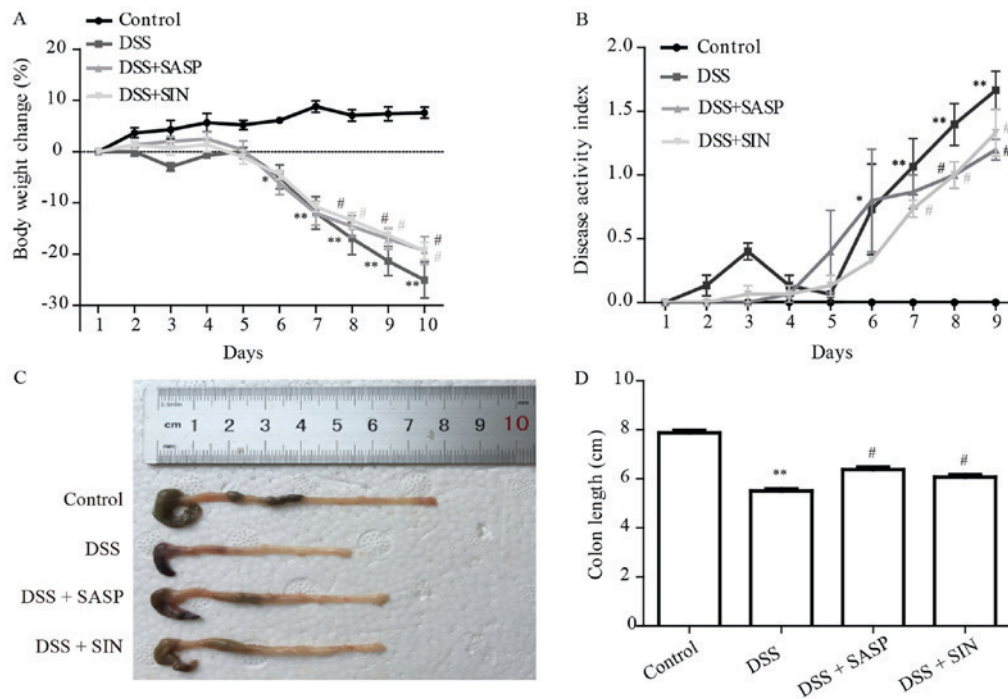 A
Control
DSS
DSS+SASP
DSS+SIN
Body weight change (%)
20
10
0
-10
-20
-30
* ** ** ** **
# # # # # #
1 2 3 4 5 6 7 8 9 10
Days
B
Control
DSS
DSS+SASP
DSS+SIN
Disease activity index
2.0
1.5
1.0
0.5
0.0
* ** ** **
# # # # #
1 2 3 4 5 6 7 8 9
Days
C
cm 1 2 3 4 5 6 7 8 9 10
Control
DSS
DSS + SASP
DSS + SIN
D
Colon length (cm)
10
8
6
4
2
0
** # #
Control
DSS
DSS + SASP
DSS + SIN